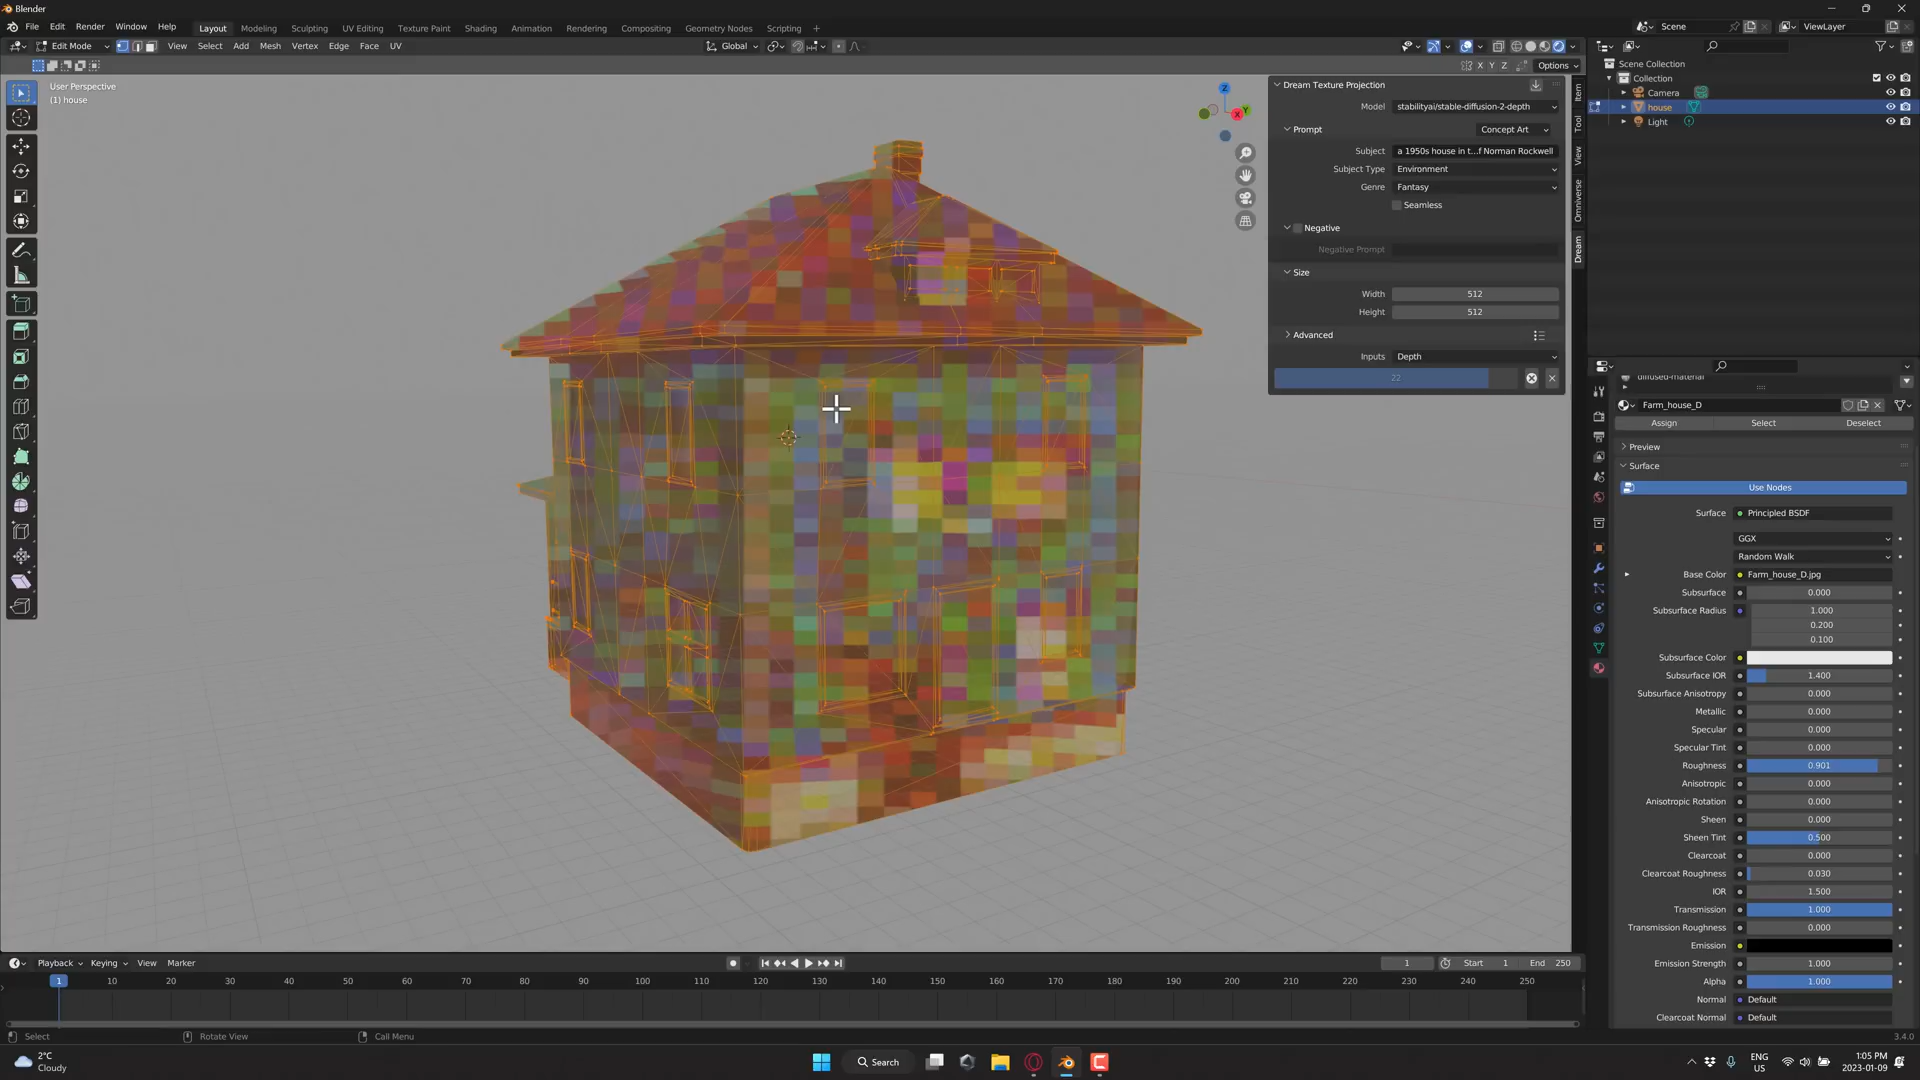 Blender
File Edit Render Window Help Layout Modeling Sculpting UV Editing Texture Paint Shading Animation Rendering Compositing Geometry Nodes Scripting + Scene ViewLayer
Edit Mode View Select Add Mesh Vertex Edge Face UV Global
X Y Z Options
User Perspective
(1) house
Z
Y
X
Dream Texture Projection
Model stabilityai/stable-diffusion-2-depth
Prompt Concept Art
Subject a 1950s house in t...f Norman Rockwell
Subject Type Environment
Genre Fantasy
Seamless
Negative
Negative Prompt
Size
Width 512
Height 512
Advanced
Inputs Depth
22
Item
Tool
View
Omniverse
Dream
Scene Collection
Collection
Camera
house
Light
diffused-material
Farm_house_D
Assign Select Deselect
Preview
Surface
Use Nodes
Surface Principled BSDF
GGX
Random Walk
Base Color Farm_house_D.jpg
Subsurface 0.000
Subsurface Radius 1.000
0.200
0.100
Subsurface Color
Subsurface IOR 1.400
Subsurface Anisotropy 0.000
Metallic 0.000
Specular 0.000
Specular Tint 0.000
Roughness 0.901
Anisotropic 0.000
Anisotropic Rotation 0.000
Sheen 0.000
Sheen Tint 0.500
Clearcoat 0.000
Clearcoat Roughness 0.030
IOR 1.500
Transmission 1.000
Transmission Roughness 0.000
Emission
Emission Strength 1.000
Alpha 1.000
Normal Default
Clearcoat Normal Default
Playback Keying View Marker 1 Start 1 End 250
1 10 20 30 40 50 60 70 80 90 100 110 120 130 140 150 160 170 180 190 200 210 220 230 240 250
Select Rotate View Call Menu 3.4.0
2°C
Cloudy
Search
ENG
US
1:05 PM
2023-01-09